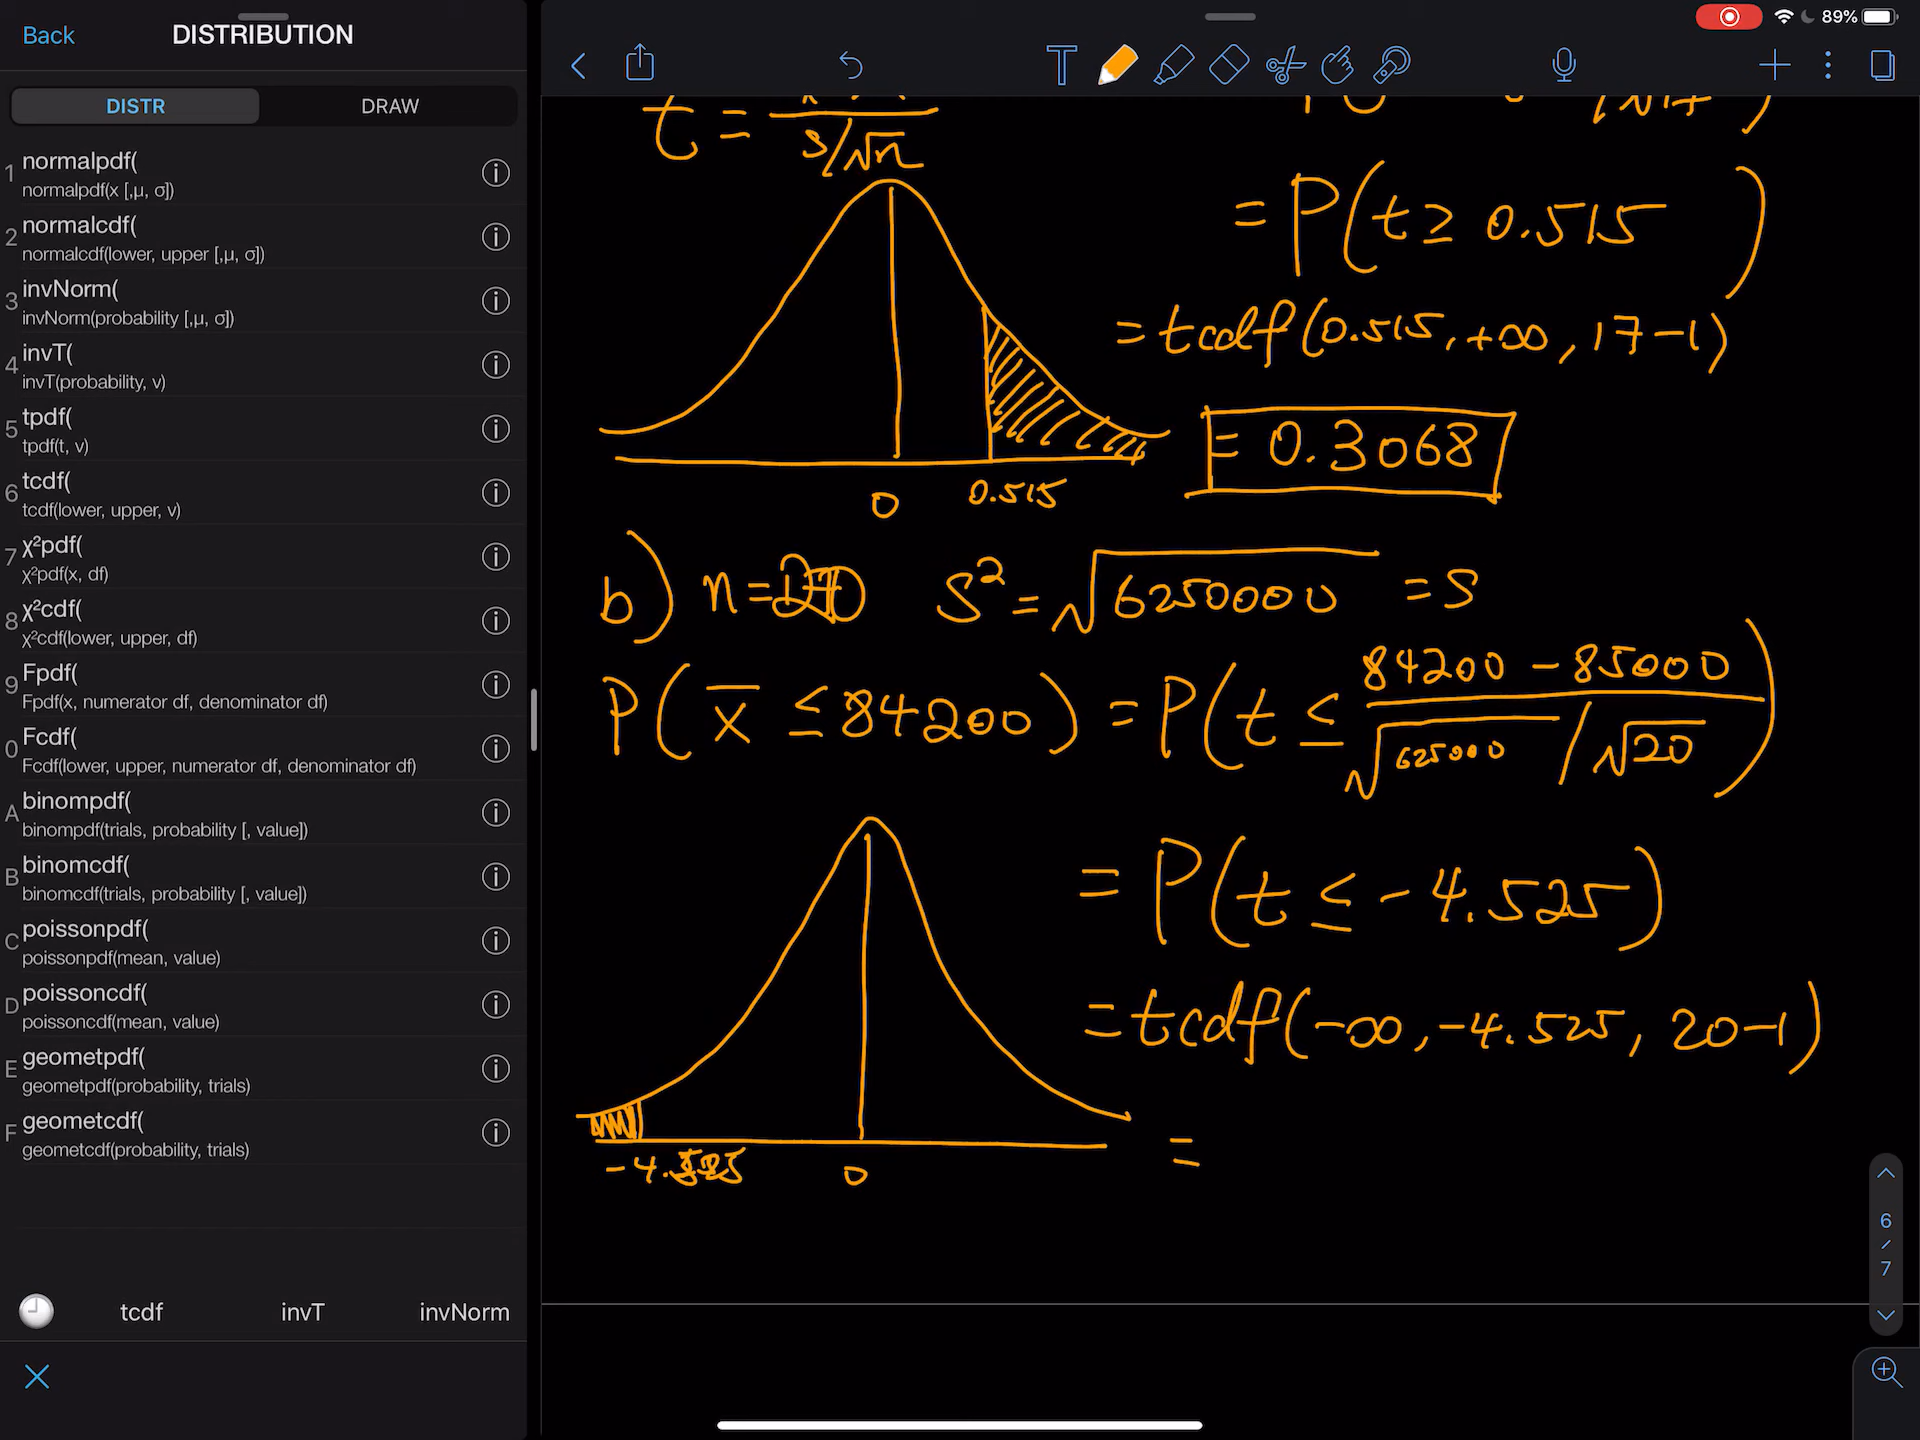 Back DISTRIBUTION
DISTR DRAW
1 normalpdf(
normalpdf(x [,μ, σ])
2 normalcdf(
normalcdf(lower, upper [,μ, σ])
3 invNorm(
invNorm(probability [,μ, σ])
4 invT(
invT(probability, v)
5 tpdf(
tpdf(t, v)
6 tcdf(
tcdf(lower, upper, v)
7 χ²pdf(
χ²pdf(x, df)
8 χ²cdf(
χ²cdf(lower, upper, df)
9 Fpdf(
Fpdf(x, numerator df, denominator df)
0 Fcdf(
Fcdf(lower, upper, numerator df, denominator df)
A binompdf(
binompdf(trials, probability [, value])
B binomcdf(
binomcdf(trials, probability [, value])
C poissonpdf(
poissonpdf(mean, value)
D poissoncdf(
poissoncdf(mean, value)
E geometpdf(
geometpdf(probability, trials)
F geometcdf(
geometcdf(probability, trials)
tcdf invT invNorm
89%
t = s/√n
= P(t ≥ 0.515)
= tcdf(0.515, +∞, 17-1)
= 0.3068
0 0.515
b) n= S² = √6250000 = S
P(x̄ ≤ 84200) = P(t ≤ (84200 - 85000) / (√625000 / √20))
= P(t ≤ -4.525)
= tcdf(-∞, -4.525, 20-1)
0
=
6 / 7